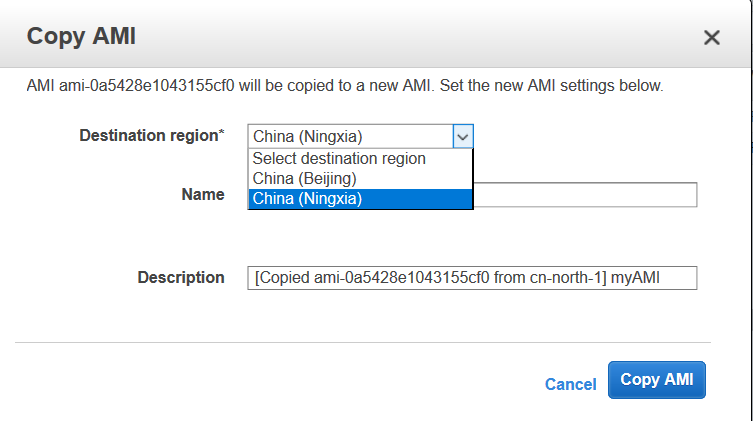 Copy AMI
AMI ami-0a5428e1043155cf0 will be copied to a new AMI. Set the new AMI settings below.
Destination region*
China (Ningxia)
Select destination region
China (Beijing)
China (Ningxia)
Name
Description
[Copied ami-0a5428e1043155cf0 from cn-north-1] myAMI
Cancel
Copy AMI